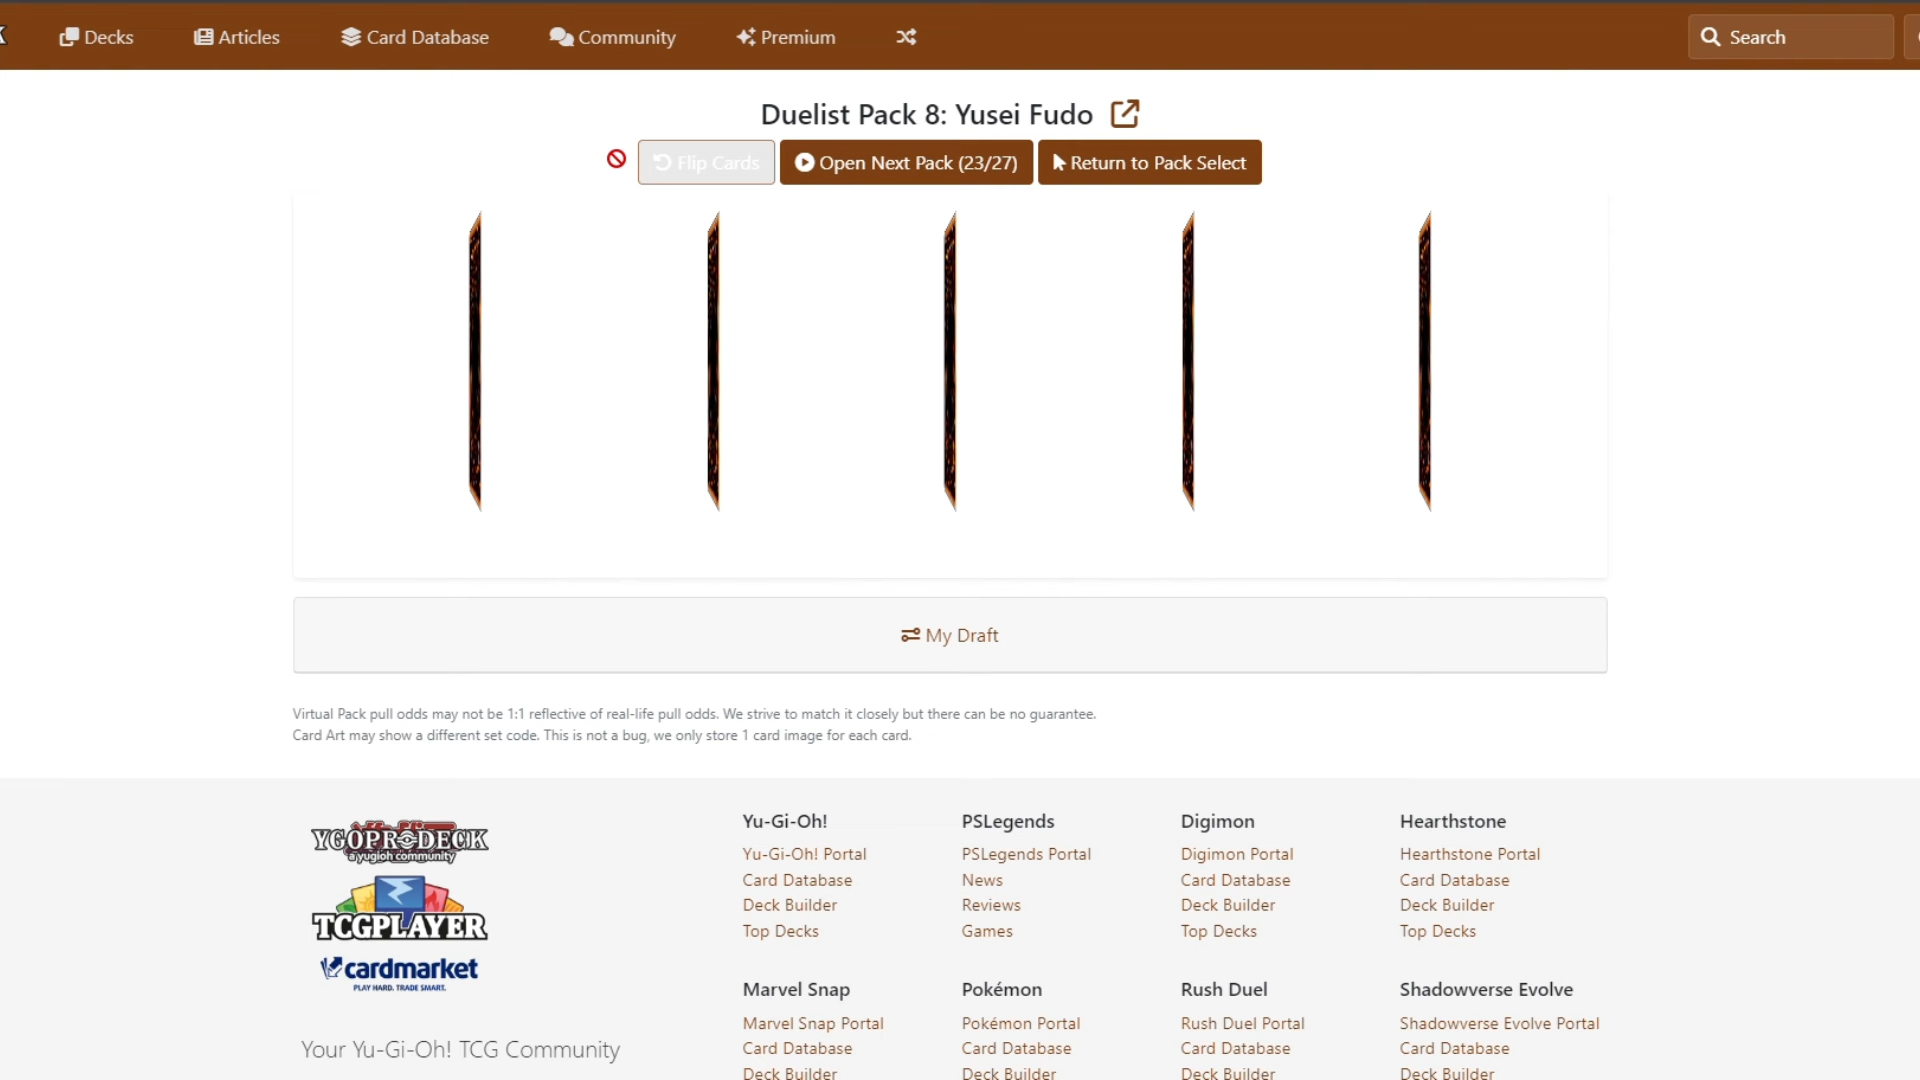 Decks
Articles
Card Database
Community
Premium
Search
Duelist Pack 8: Yusei Fudo
Flip Cards
Open Next Pack (23/27)
Return to Pack Select
My Draft
Virtual Pack pull odds may not be 1:1 reflective of real-life pull odds. We strive to match it closely but there can be no guarantee.
Card Art may show a different set code. This is not a bug, we only store 1 card image for each card.
YGOPRODECK
a yugioh community
TCGPLAYER
cardmarket
PLAY HARD. TRADE SMART.
Your Yu-Gi-Oh! TCG Community
Yu-Gi-Oh!
Yu-Gi-Oh! Portal
Card Database
Deck Builder
Top Decks
PSLegends
PSLegends Portal
News
Reviews
Games
Digimon
Digimon Portal
Card Database
Deck Builder
Top Decks
Hearthstone
Hearthstone Portal
Card Database
Deck Builder
Top Decks
Marvel Snap
Marvel Snap Portal
Card Database
Deck Builder
Pokémon
Pokémon Portal
Card Database
Deck Builder
Rush Duel
Rush Duel Portal
Card Database
Deck Builder
Shadowverse Evolve
Shadowverse Evolve Portal
Card Database
Deck Builder